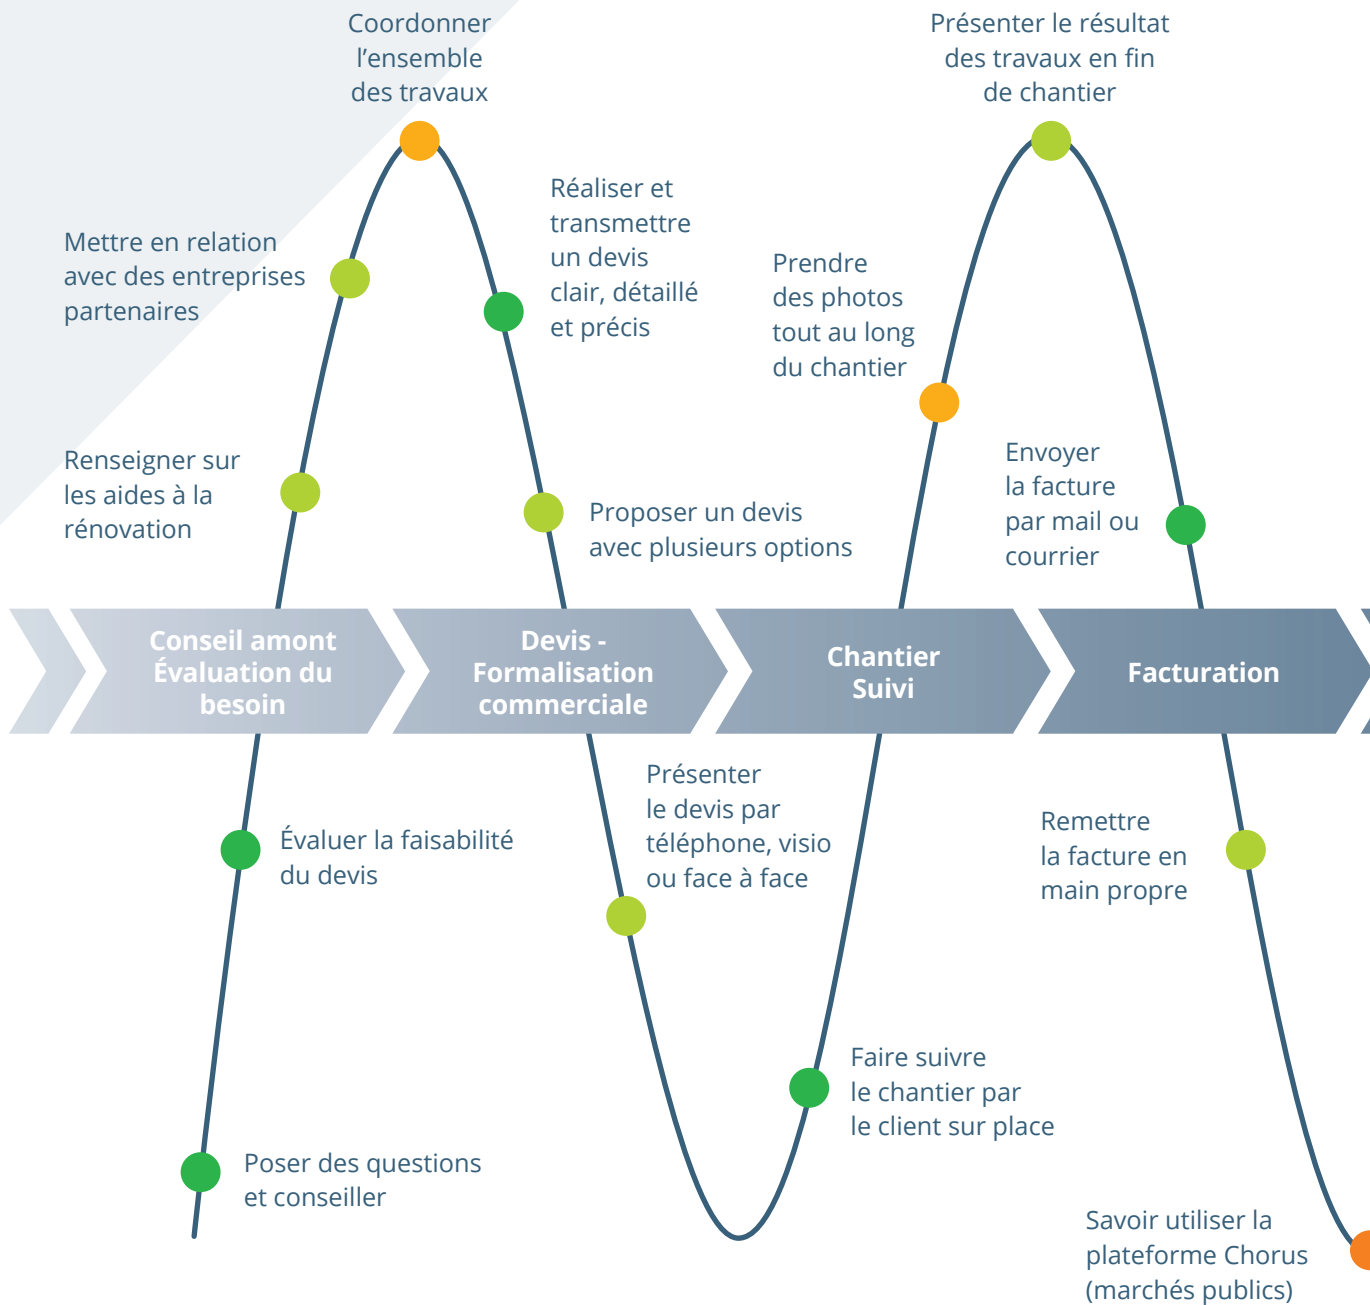 Coordonner
l’ensemble
des travaux
Présenter le résultat
des travaux en fin
de chantier
Mettre en relation
avec des entreprises
partenaires
Réaliser et
transmettre
un devis
clair, détaillé
et précis
Prendre
des photos
tout au long
du chantier
Renseigner sur
les aides à la
rénovation
Proposer un devis
avec plusieurs options
Envoyer
la facture
par mail ou
courrier
Conseil amont
Évaluation du
besoin
Devis -
Formalisation
commerciale
Chantier
Suivi
Facturation
Évaluer la faisabilité
du devis
Présenter
le devis par
téléphone, visio
ou face à face
Remettre
la facture en
main propre
Poser des questions
et conseiller
Faire suivre
le chantier par
le client sur place
Savoir utiliser la
plateforme Chorus
(marchés publics)